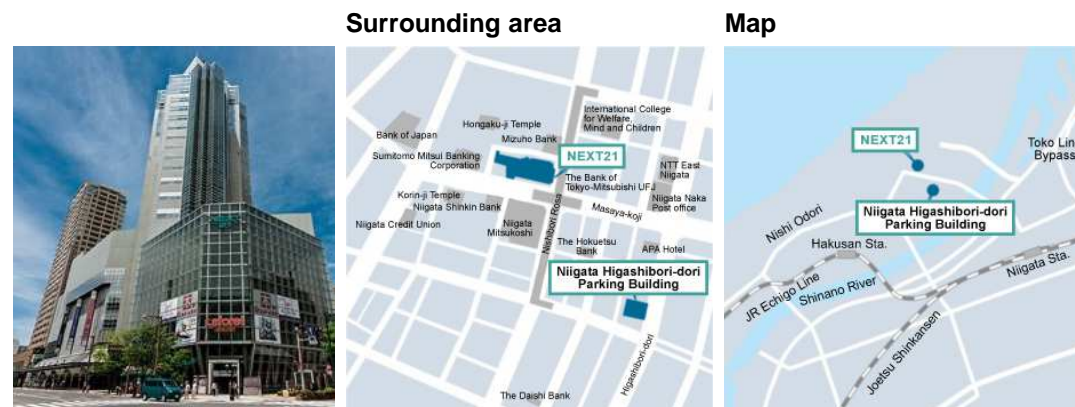 Surrounding area
Map
International College
for Welfare,
Mind and Children
Hongaku-ji Temple
Bank of Japan
Mizuho Bank
NEXT21
Sumitomo Mitsui Banking
Corporation
NTT East
Niigata
The Bank of
Tokyo-Mitsubishi UFJ
Korin-ji Temple
Niigata Shinkin Bank
Niigata Naka
Post office
Masaya-koji
Nishibori Rosa
Niigata Credit Union
Niigata
Mitsukoshi
The Hokuetsu
Bank
APA Hotel
Niigata Higashibori-dori
Parking Building
Higashibori-dori
The Daishi Bank
NEXT21
Toko Lin
Bypass
Niigata Higashibori-dori
Parking Building
Nishi Odori
Hakusan Sta.
Niigata Sta.
JR Echigo Line
Shinano River
Joetsu Shinkansen